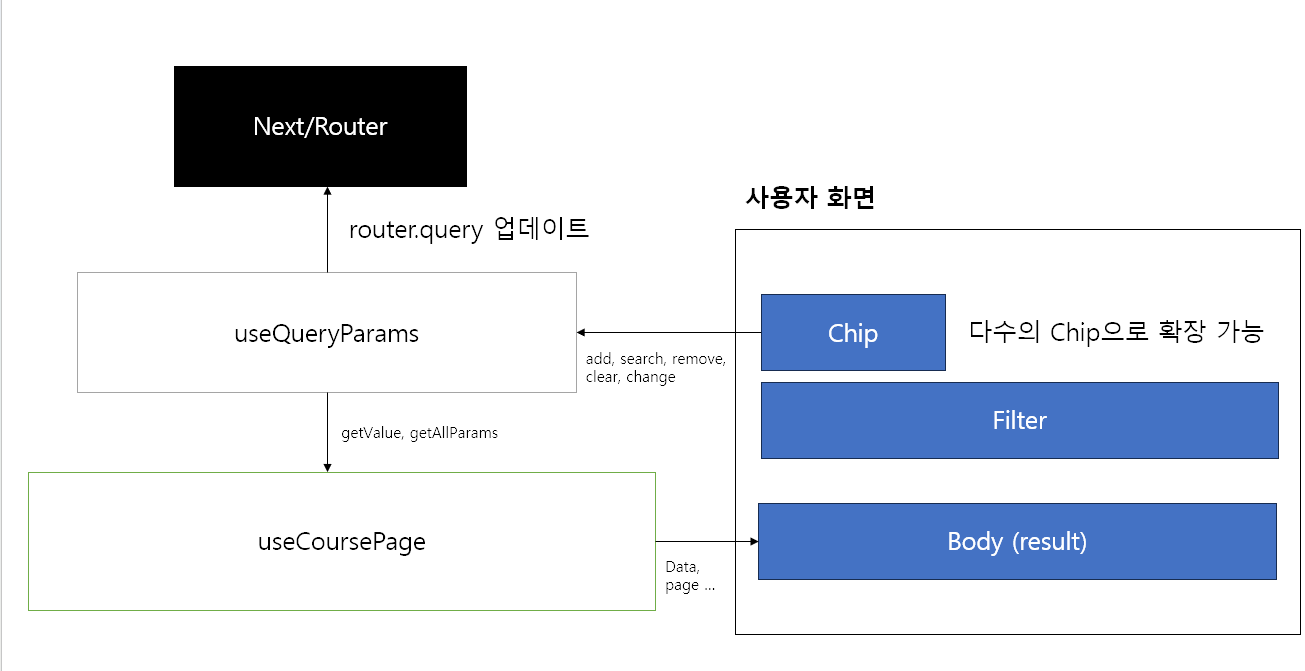 Next/Router
router.query 업데이트
사용자 화면
useQueryParams
add, search, remove,
clear, change
Chip
다수의 Chip으로 확장 가능
Filter
getValue, getAllParams
useCoursePage
Data,
page ...
Body (result)